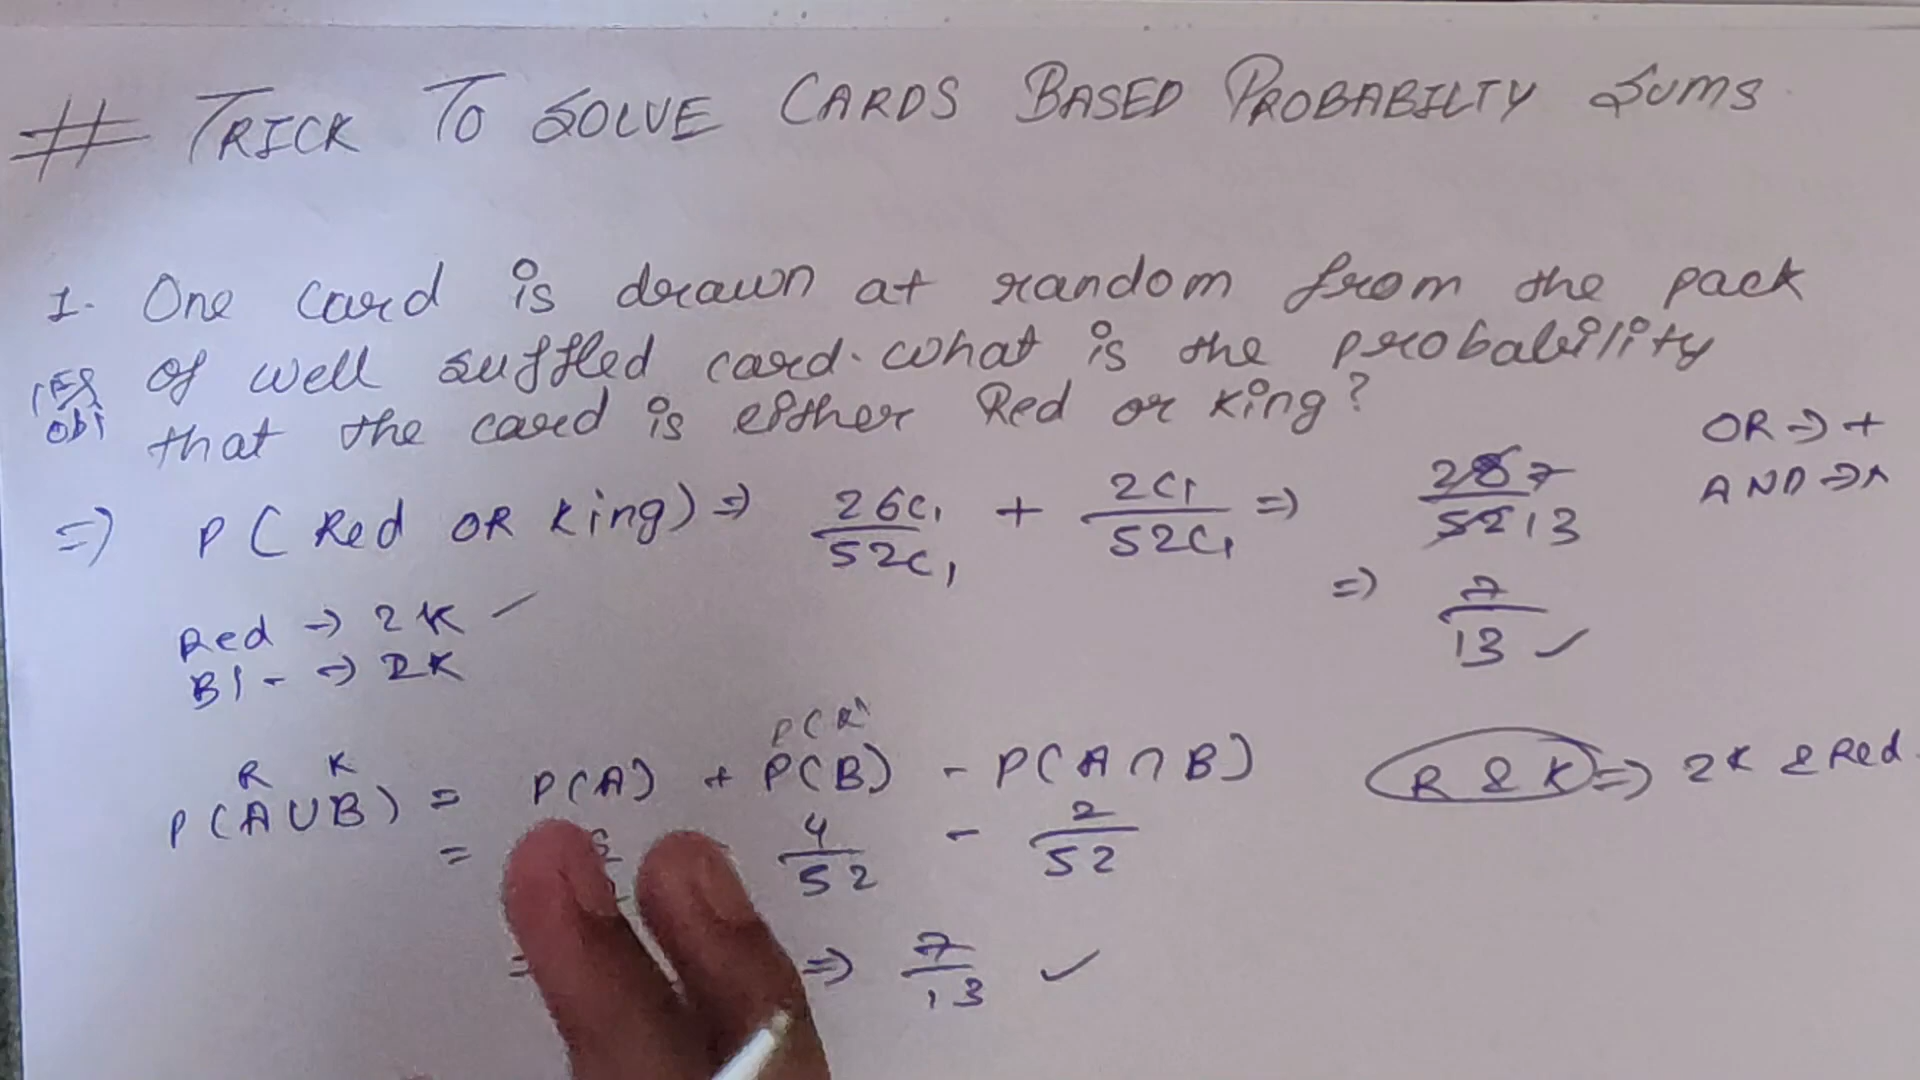 # TRICK TO SOLVE CARDS BASED PROBABILTY SUMS
1. One card is drawn at random from the pack
of well suffled card. what is the probability
that the card is either Red or king?
OR → +
AND → ×
⇒ P ( Red OR king) ⇒ 26C1/52C1 + 2C1/52C1 ⇒ 28 7/52 13
⇒ 7/13 ✓
Red → 2K ✓
Bl - → 2K
R K P(R
P(A∪B) = P(A) + P(B) - P(A∩B) R & K ⇒ 2K & Red
= 4/52 - 2/52
⇒ 7/13 ✓